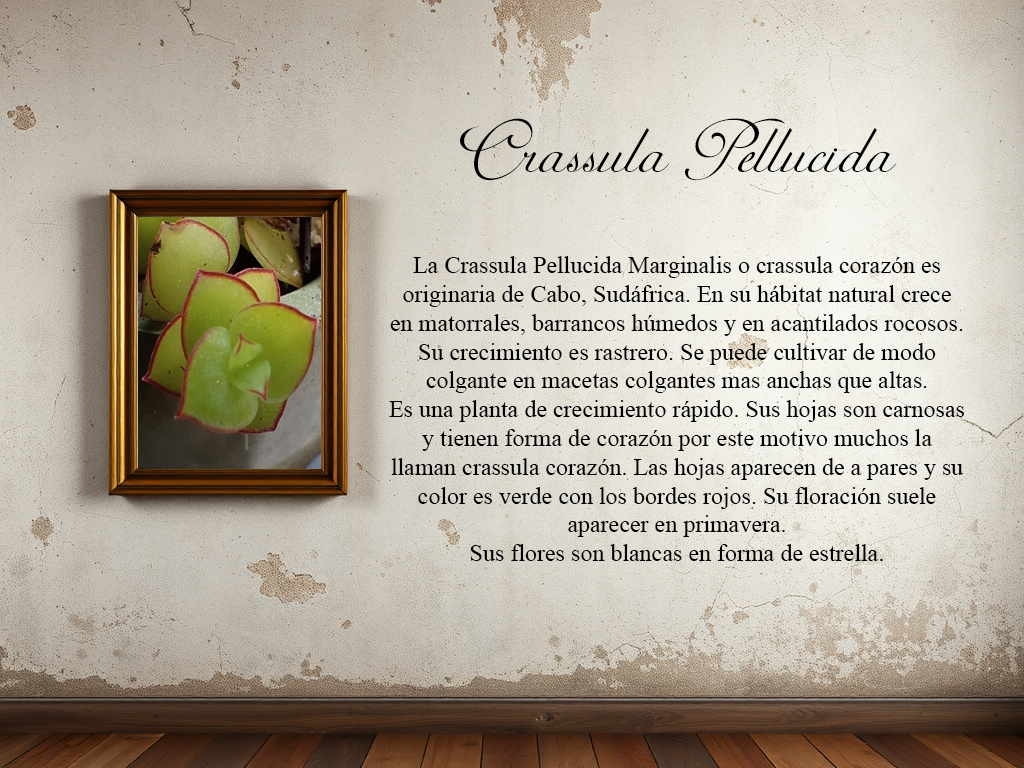 Crassula Pellucida
La Crassula Pellucida Marginalis o crassula corazón es
originaria de Cabo, Sudáfrica. En su hábitat natural crece
en matorrales, barrancos húmedos y en acantilados rocosos.
Su crecimiento es rastrero. Se puede cultivar de modo
colgante en macetas colgantes mas anchas que altas.
Es una planta de crecimiento rápido. Sus hojas son carnosas
y tienen forma de corazón por este motivo muchos la
llaman crassula corazón. Las hojas aparecen de a pares y su
color es verde con los bordes rojos. Su floración suele
aparecer en primavera.
Sus flores son blancas en forma de estrella.